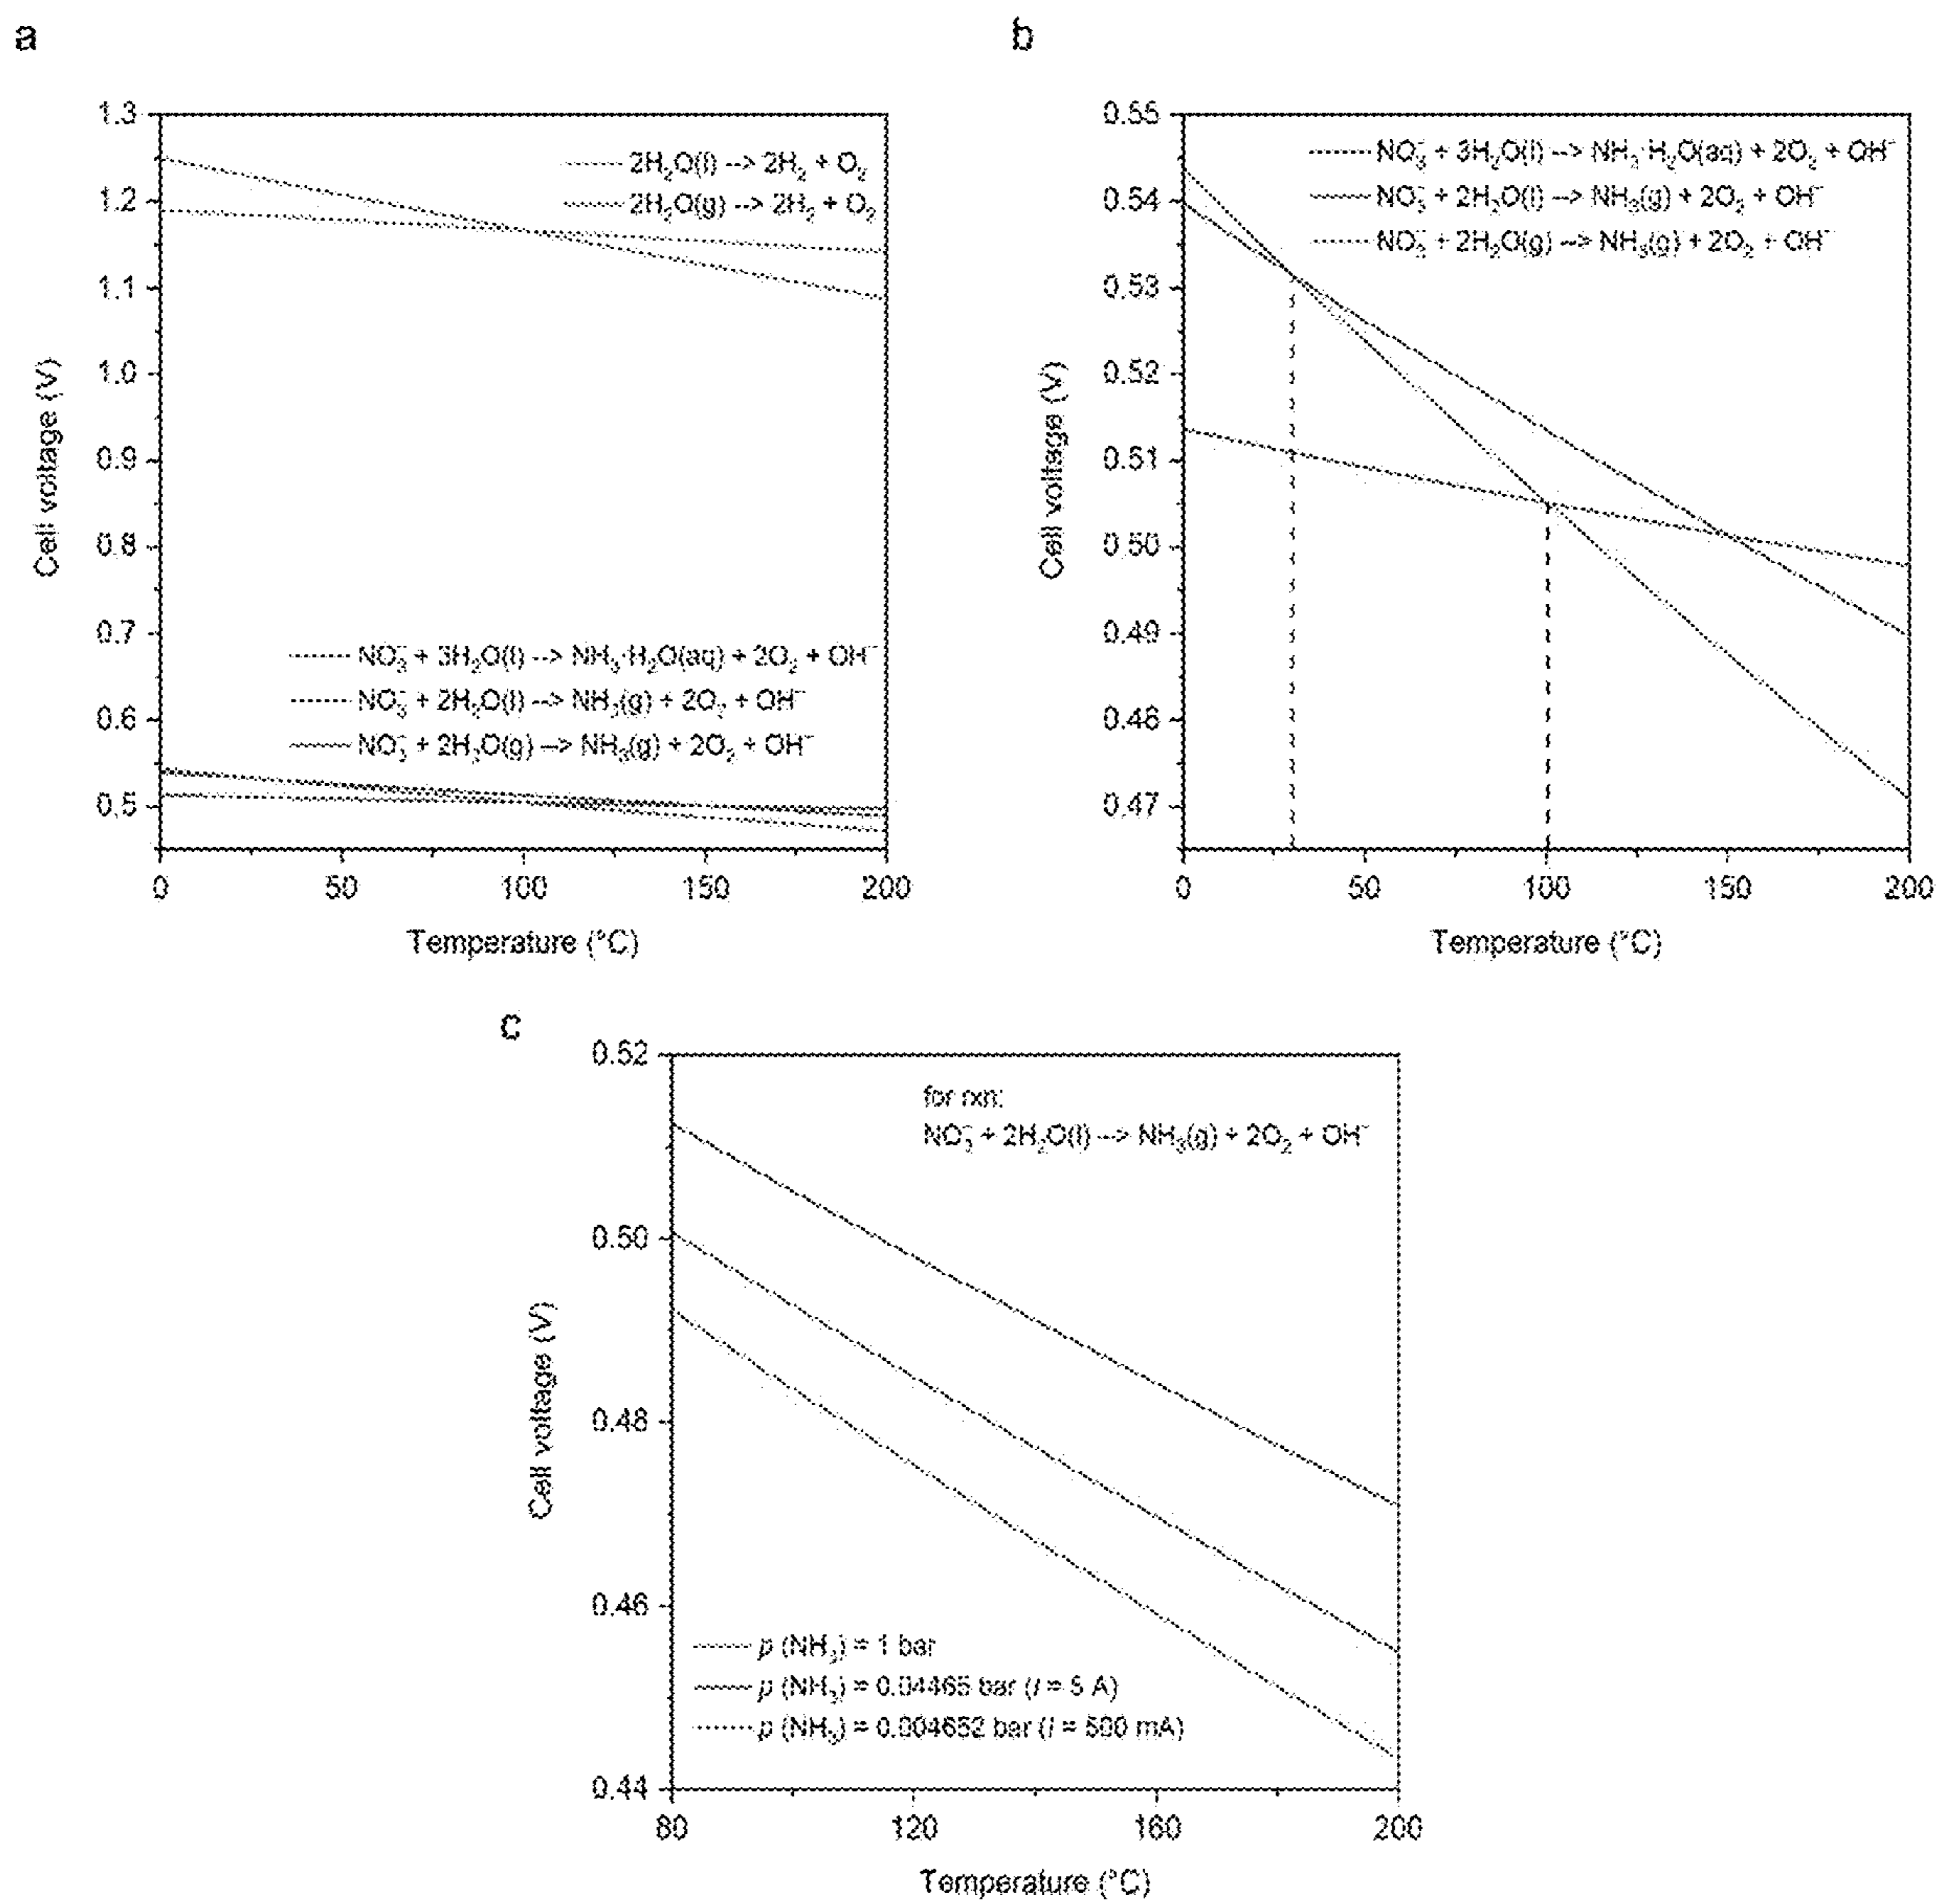 a
1.3
1.2
1.1
1.0
0.9
0.8
0.7
0.6
0.5
Cell voltage (V)
2H₂O(l) --> 2H₂ + O₂
2H₂O(g) --> 2H₂ + O₂
NO₃⁻ + 3H₂O(l) --> NH₃·H₂O(aq) + 2O₂ + OH⁻
NO₃⁻ + 2H₂O(l) --> NH₃(g) + 2O₂ + OH⁻
NO₃⁻ + 2H₂O(g) --> NH₃(g) + 2O₂ + OH⁻
0 50 100 150 200
Temperature (°C)
b
0.55
0.54
0.53
0.52
0.51
0.50
0.49
0.48
0.47
Cell voltage (V)
NO₃⁻ + 3H₂O(l) --> NH₃·H₂O(aq) + 2O₂ + OH⁻
NO₃⁻ + 2H₂O(l) --> NH₃(g) + 2O₂ + OH⁻
NO₃⁻ + 2H₂O(g) --> NH₃(g) + 2O₂ + OH⁻
0 50 100 150 200
Temperature (°C)
c
0.52
0.50
0.48
0.46
0.44
Cell voltage (V)
for rxn:
NO₃⁻ + 2H₂O(l) --> NH₃(g) + 2O₂ + OH⁻
p (NH₃) = 1 bar
p (NH₃) = 0.04465 bar (I = 5 A)
p (NH₃) = 0.004652 bar (I = 500 mA)
80 120 160 200
Temperature (°C)